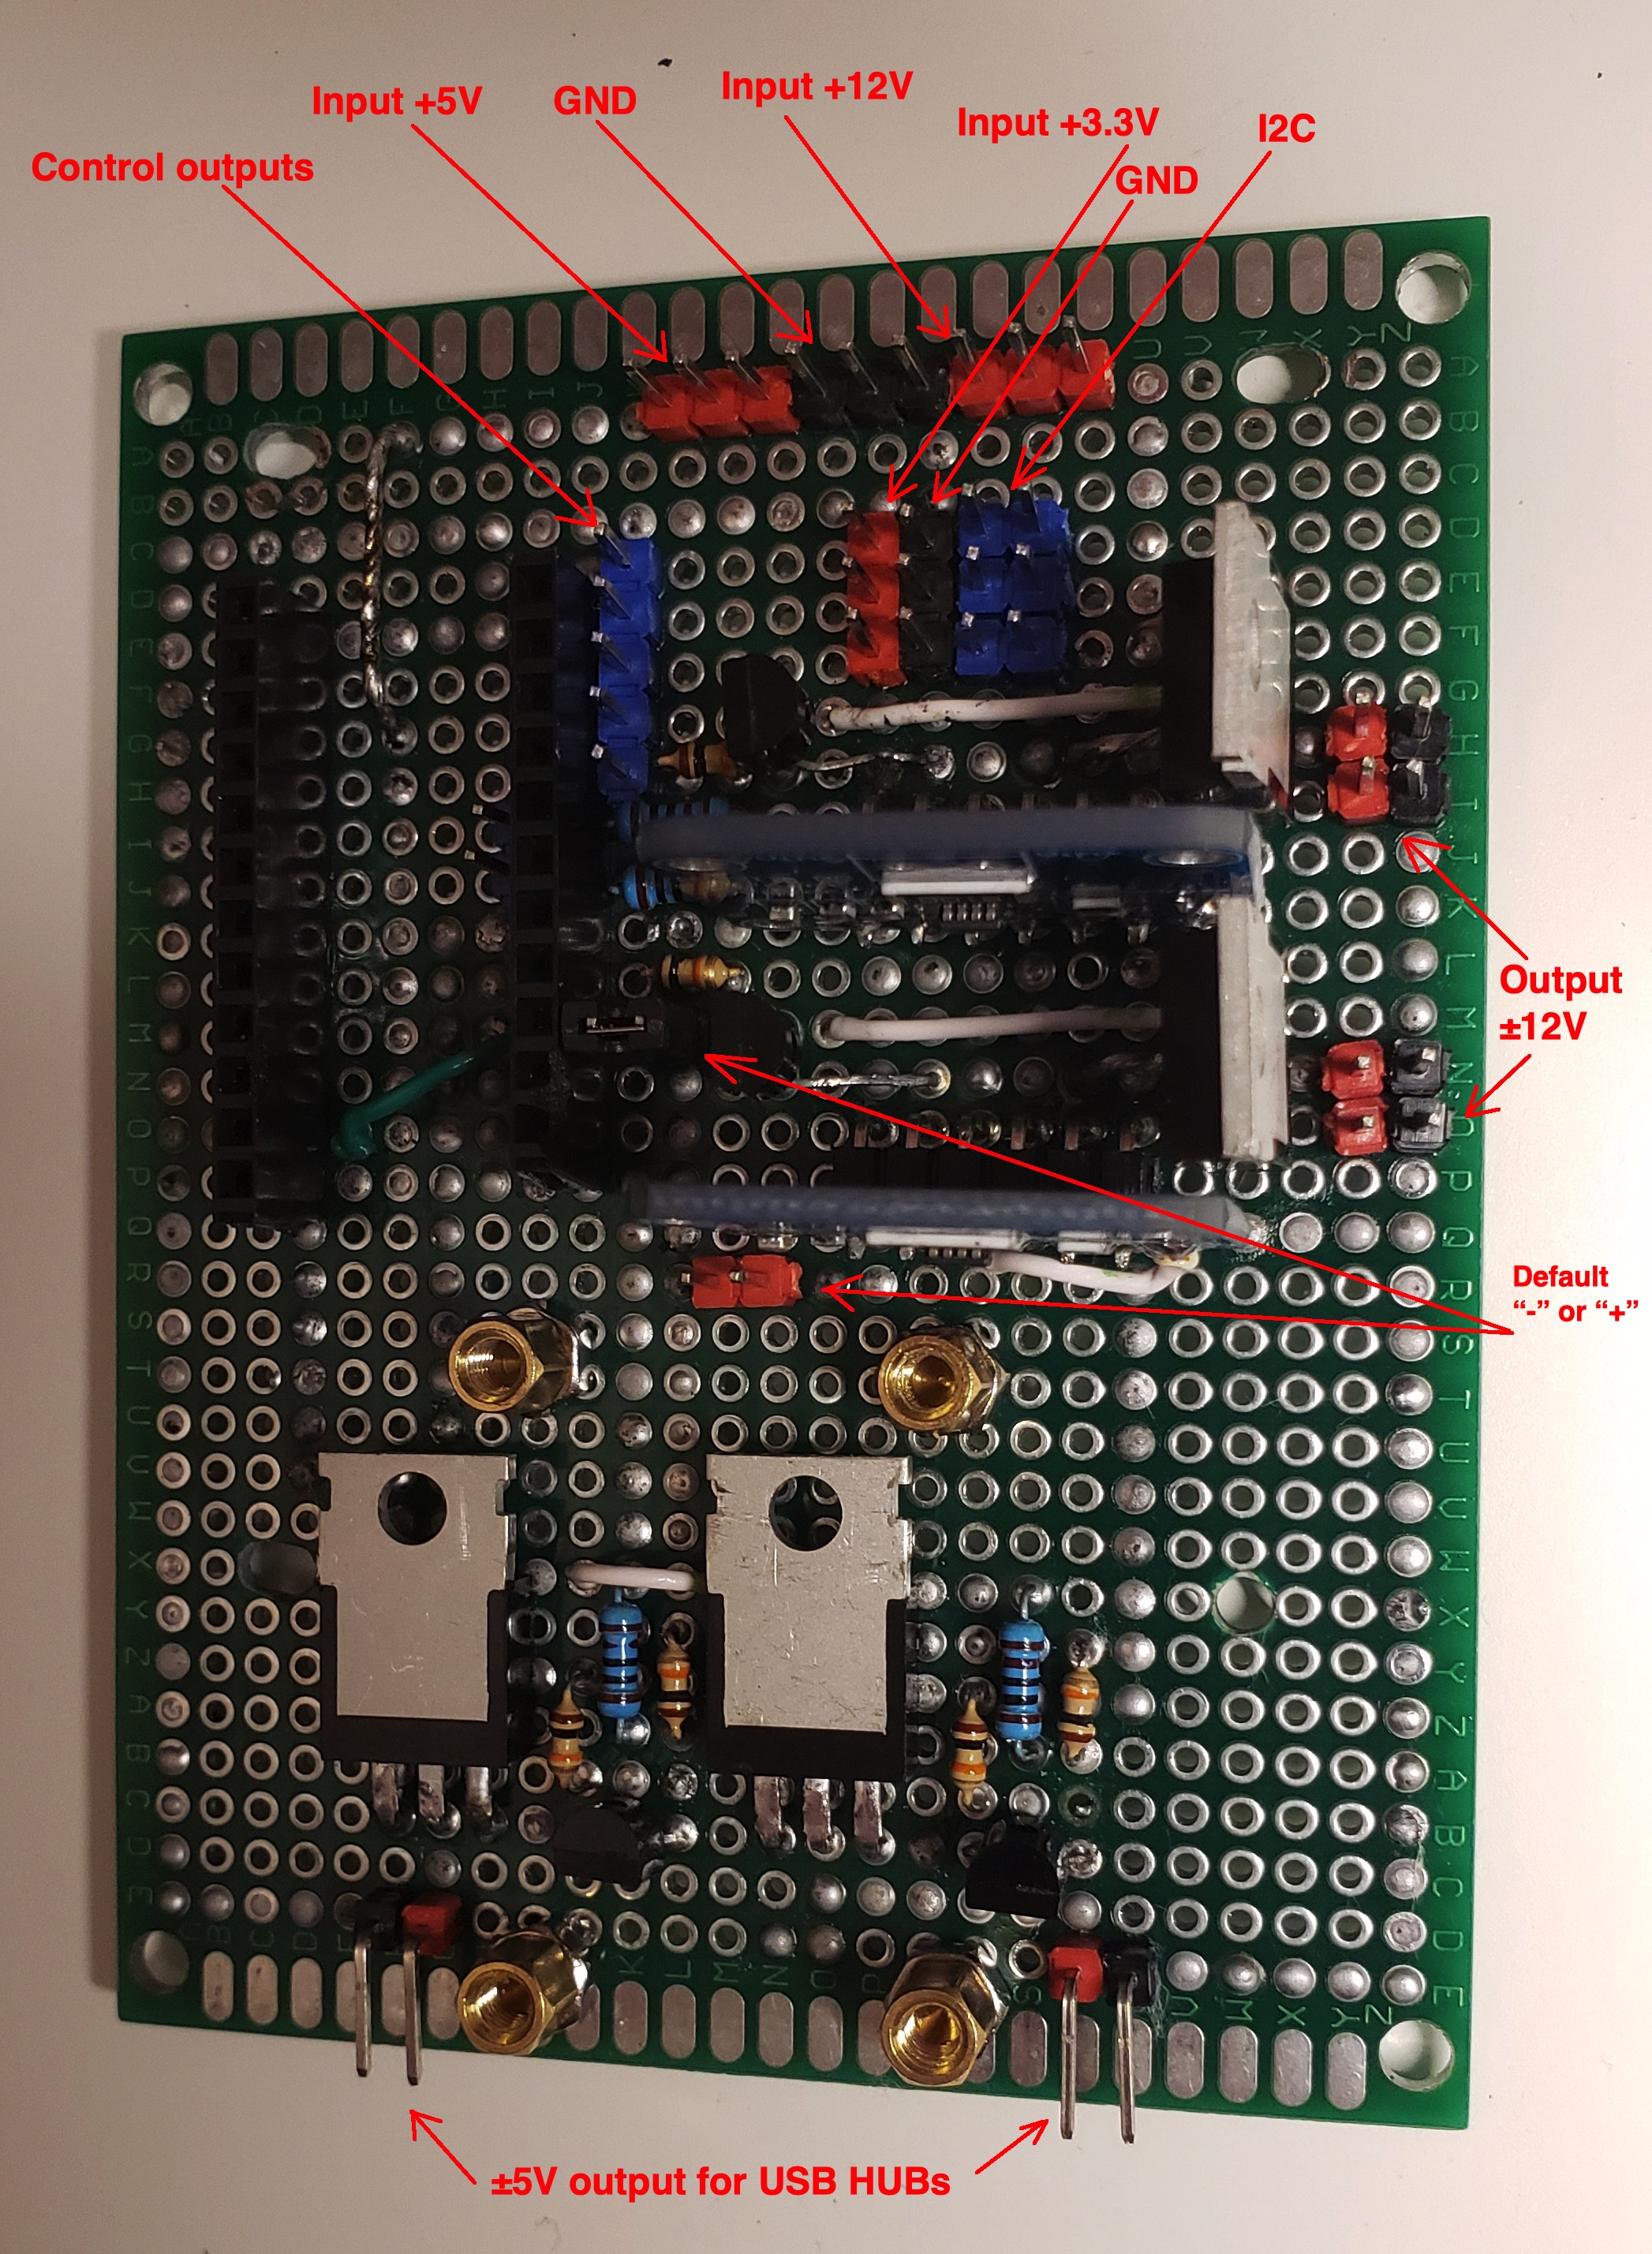 Input +5V
GND
Input +12V
Input +3.3V
I2C
Control outputs
GND
Output
±12V
Default
“-” or “+”
±5V output for USB HUBs